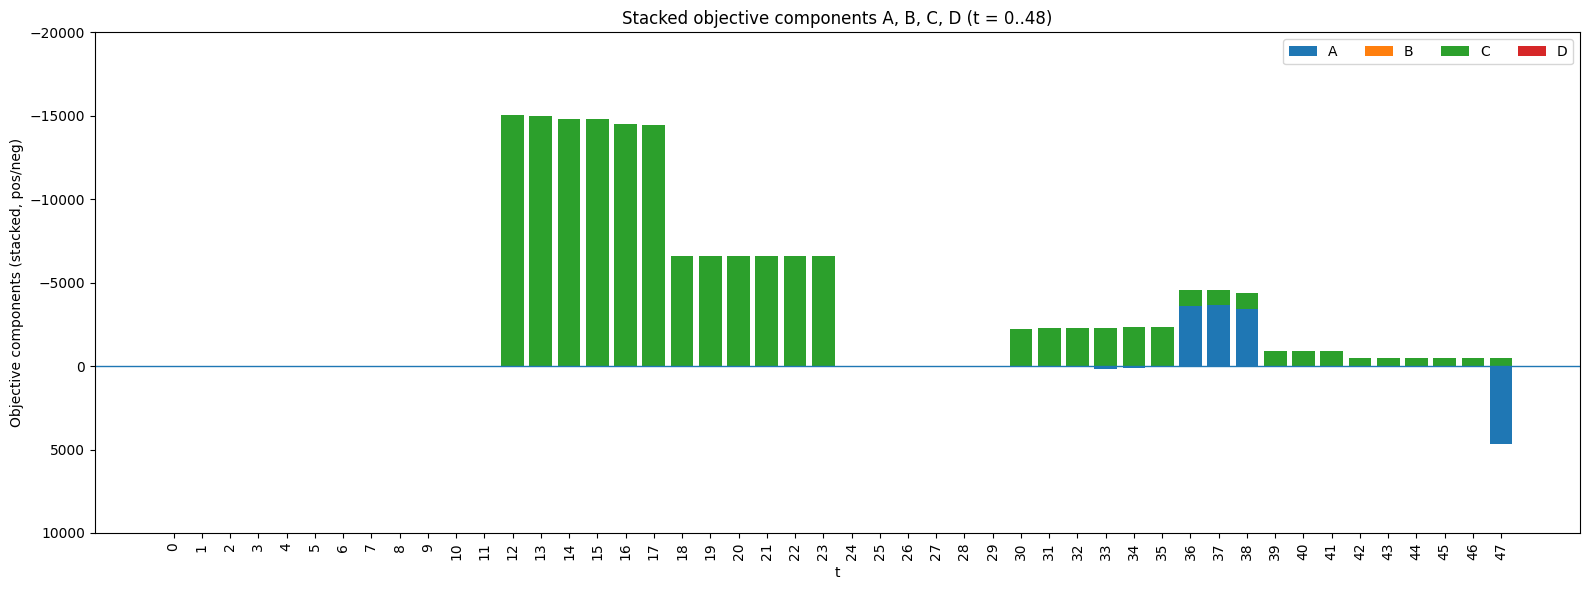 Stacked objective components A, B, C, D (t = 0..48)
A B C D
Objective components (stacked, pos/neg)
−20000
−15000
−10000
−5000
0
5000
10000
0 1 2 3 4 5 6 7 8 9 10 11 12 13 14 15 16 17 18 19 20 21 22 23 24 25 26 27 28 29 30 31 32 33 34 35 36 37 38 39 40 41 42 43 44 45 46 47
t